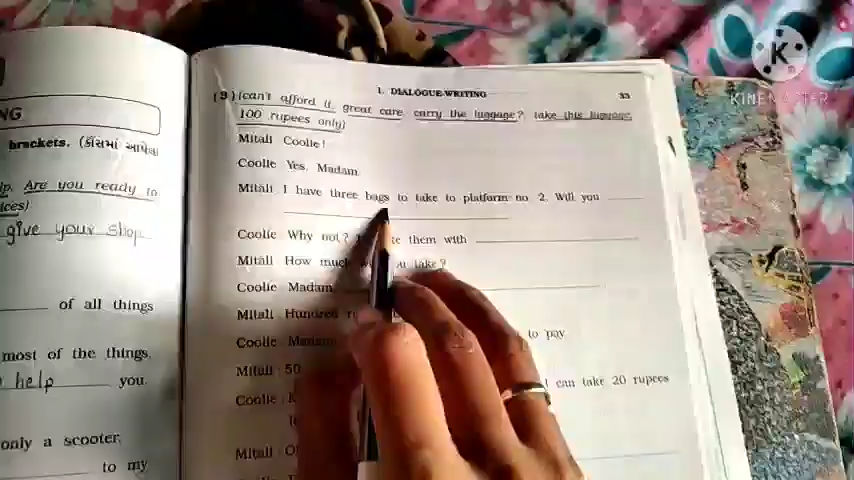 NG
brackets. (કૌંસમાં આપેલ
lp. Are you ready to
ices)
give your shop
of all things
most of the things,
help you.
only a scooter.
to my
1. DIALOGUE-WRITING 33
(3) (can't afford it, great care, carry the luggage? take this luguage,
100 rupees only)
Mitali Coolie!
Coolie Yes, Madam
Mitali I have three bags to take to platform no 2. Will you
Coolie Why not? them with
Mitali How much take?
Coolie Madam
Mitali Hundred
Coolie to pay
Mitali 50 I can take 20 rupees
Coolie
Mitali
KINEMASTER